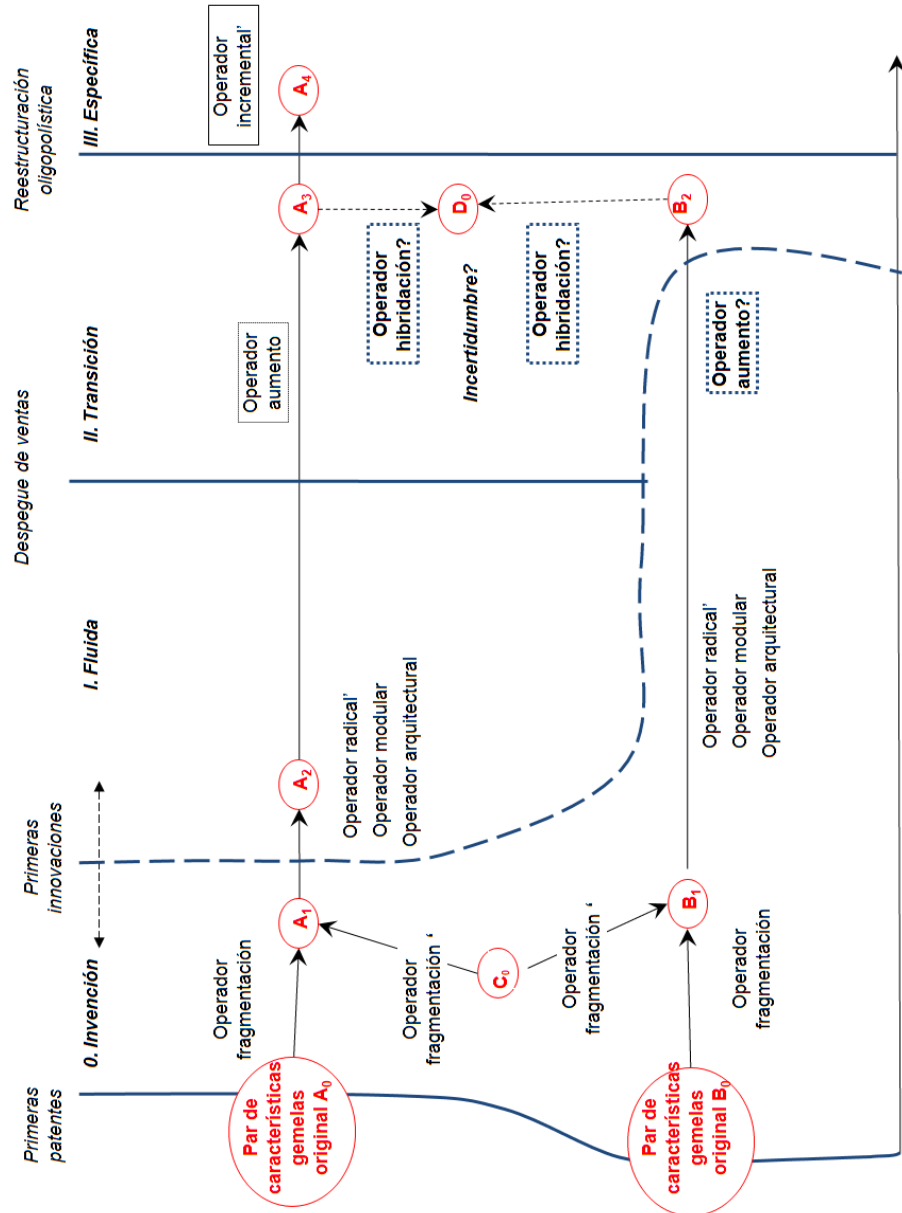 Primeras
patentes
Primeras
innovaciones
Despegue de ventas
Reestructuración
oligopolística
0. Invención
I. Fluida
II. Transición
III. Específica
Par de
características
gemelas
original A0
Operador
fragmentación
A1
A2
Operador radical’
Operador modular
Operador arquitectural
Operador
aumento
A3
Operador
incremental’
A4
Operador
fragmentación ‘
C0
Operador
fragmentación ‘
Operador
hibridación?
D0
Incertidumbre?
Operador
hibridación?
Par de
características
gemelas
original B0
Operador
fragmentación
B1
Operador radical’
Operador modular
Operador arquitectural
Operador
aumento?
B2